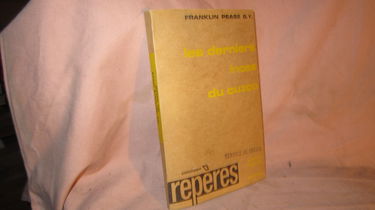 FRANKLIN PEASE G.Y.
les derniers
incas
du cuzco
repères